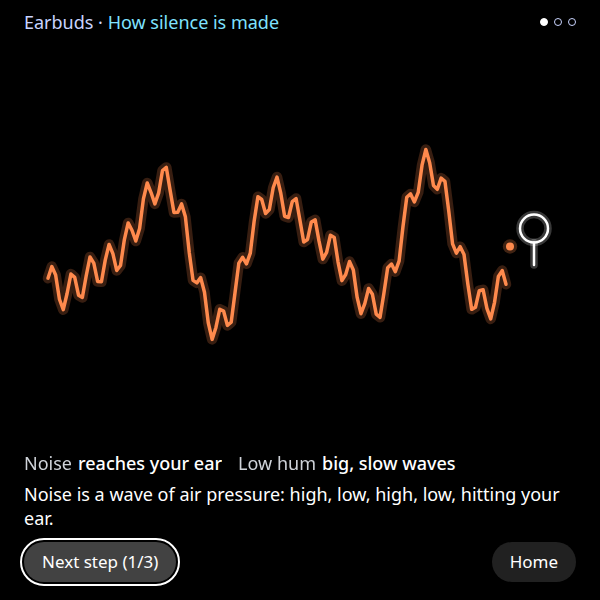 Earbuds · How silence is made
Noise reaches your ear Low hum big, slow waves
Noise is a wave of air pressure: high, low, high, low, hitting your
ear.
Next step (1/3)
Home